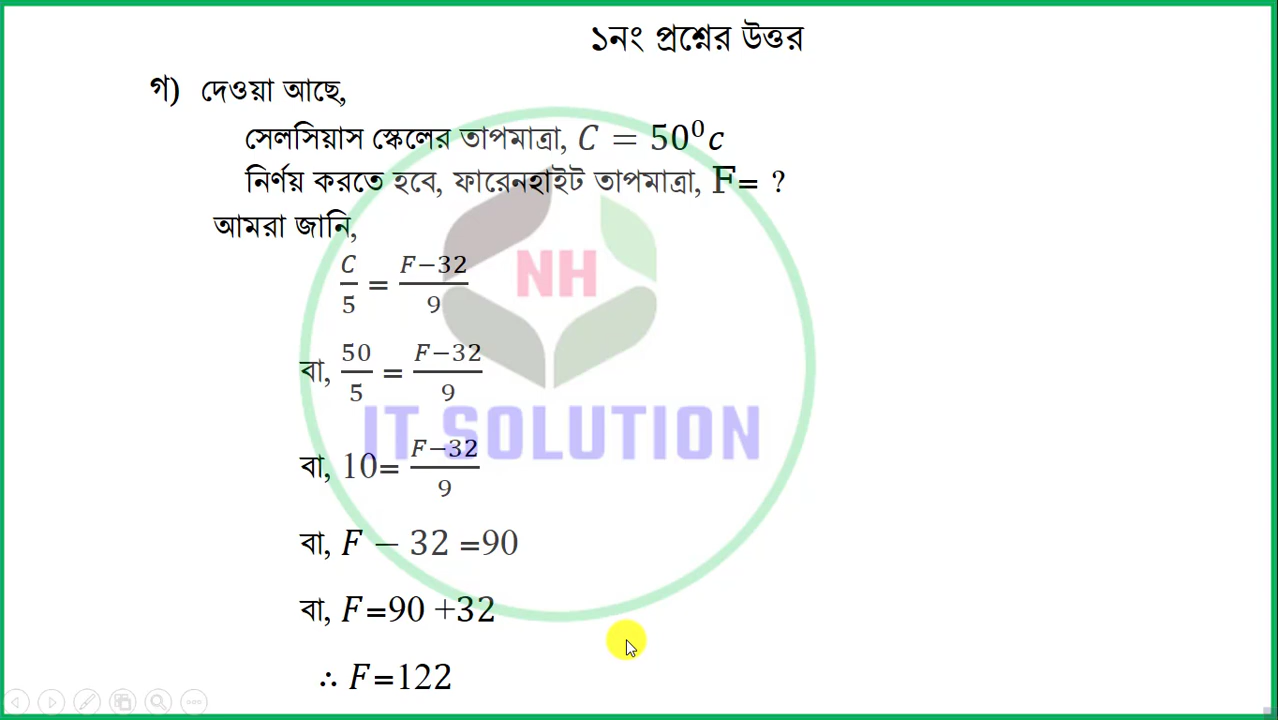 ১নং প্রশ্নের উত্তর
গ) দেওয়া আছে,
সেলসিয়াস স্কেলের তাপমাত্রা, C = 50⁰c
নির্ণয় করতে হবে, ফারেনহাইট তাপমাত্রা, F= ?
আমরা জানি,
C/5 = F−32/9
NH
বা, 50/5 = F−32/9
IT SOLUTION
বা, 10= F−32/9
বা, F − 32 =90
বা, F=90 +32
∴ F=122